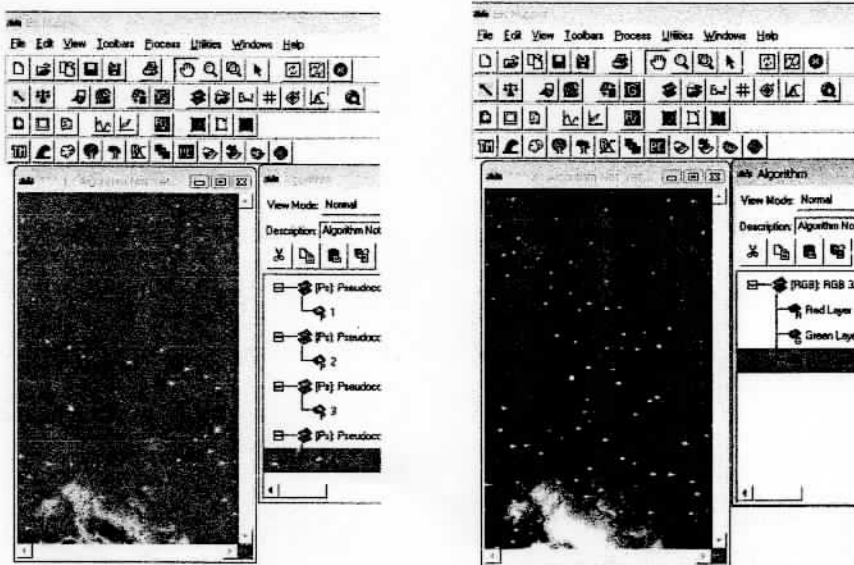 File Edit View Toolbars Process Utilities Windows Help
View Mode: Normal
Description: Algorithm Not
[Ps]: Pseudocc
1
[Ps]: Pseudocc
2
[Ps]: Pseudocc
3
[Ps]: Pseudocc
File Edit View Toolbars Process Utilities Windows Help
Algorithm
View Mode: Normal
Description: Algorithm No
[RGB]: RGB 3
Red Layer
Green Laye